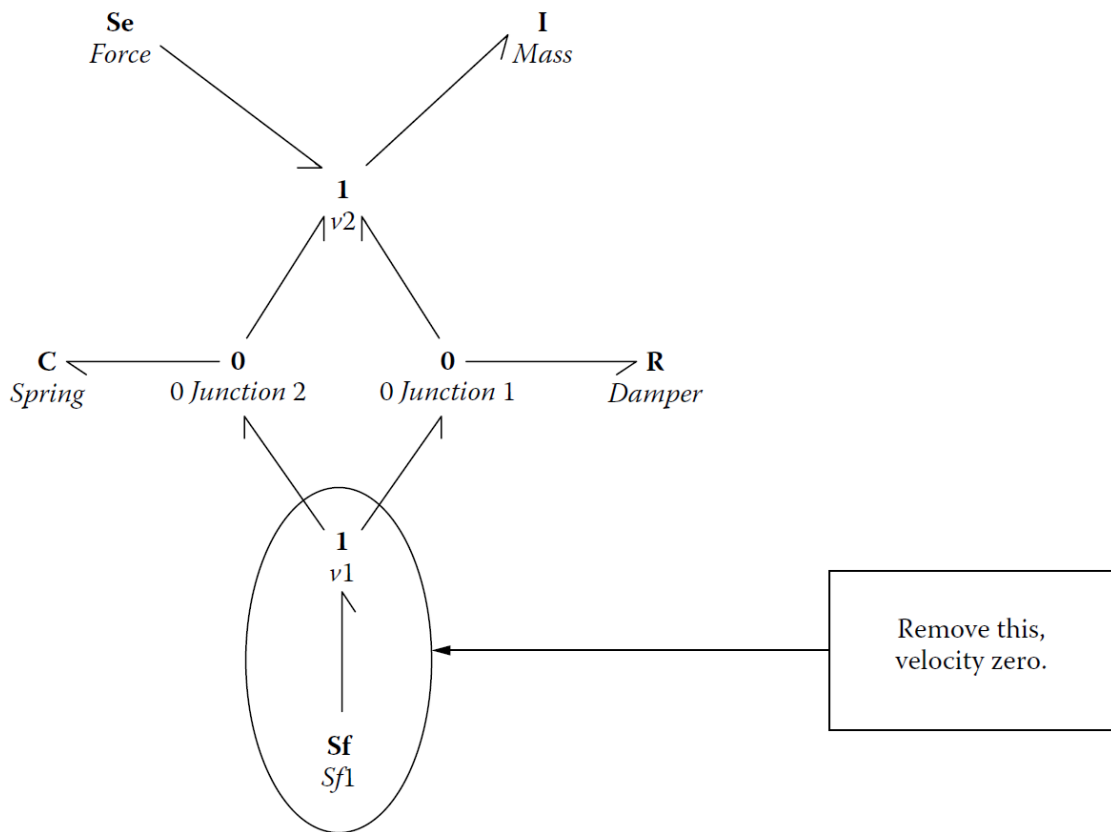 Se
Force
I
Mass
1
v2
C
Spring
0
0 Junction 2
0
0 Junction 1
R
Damper
1
v1
Remove this,
velocity zero.
Sf
Sf1